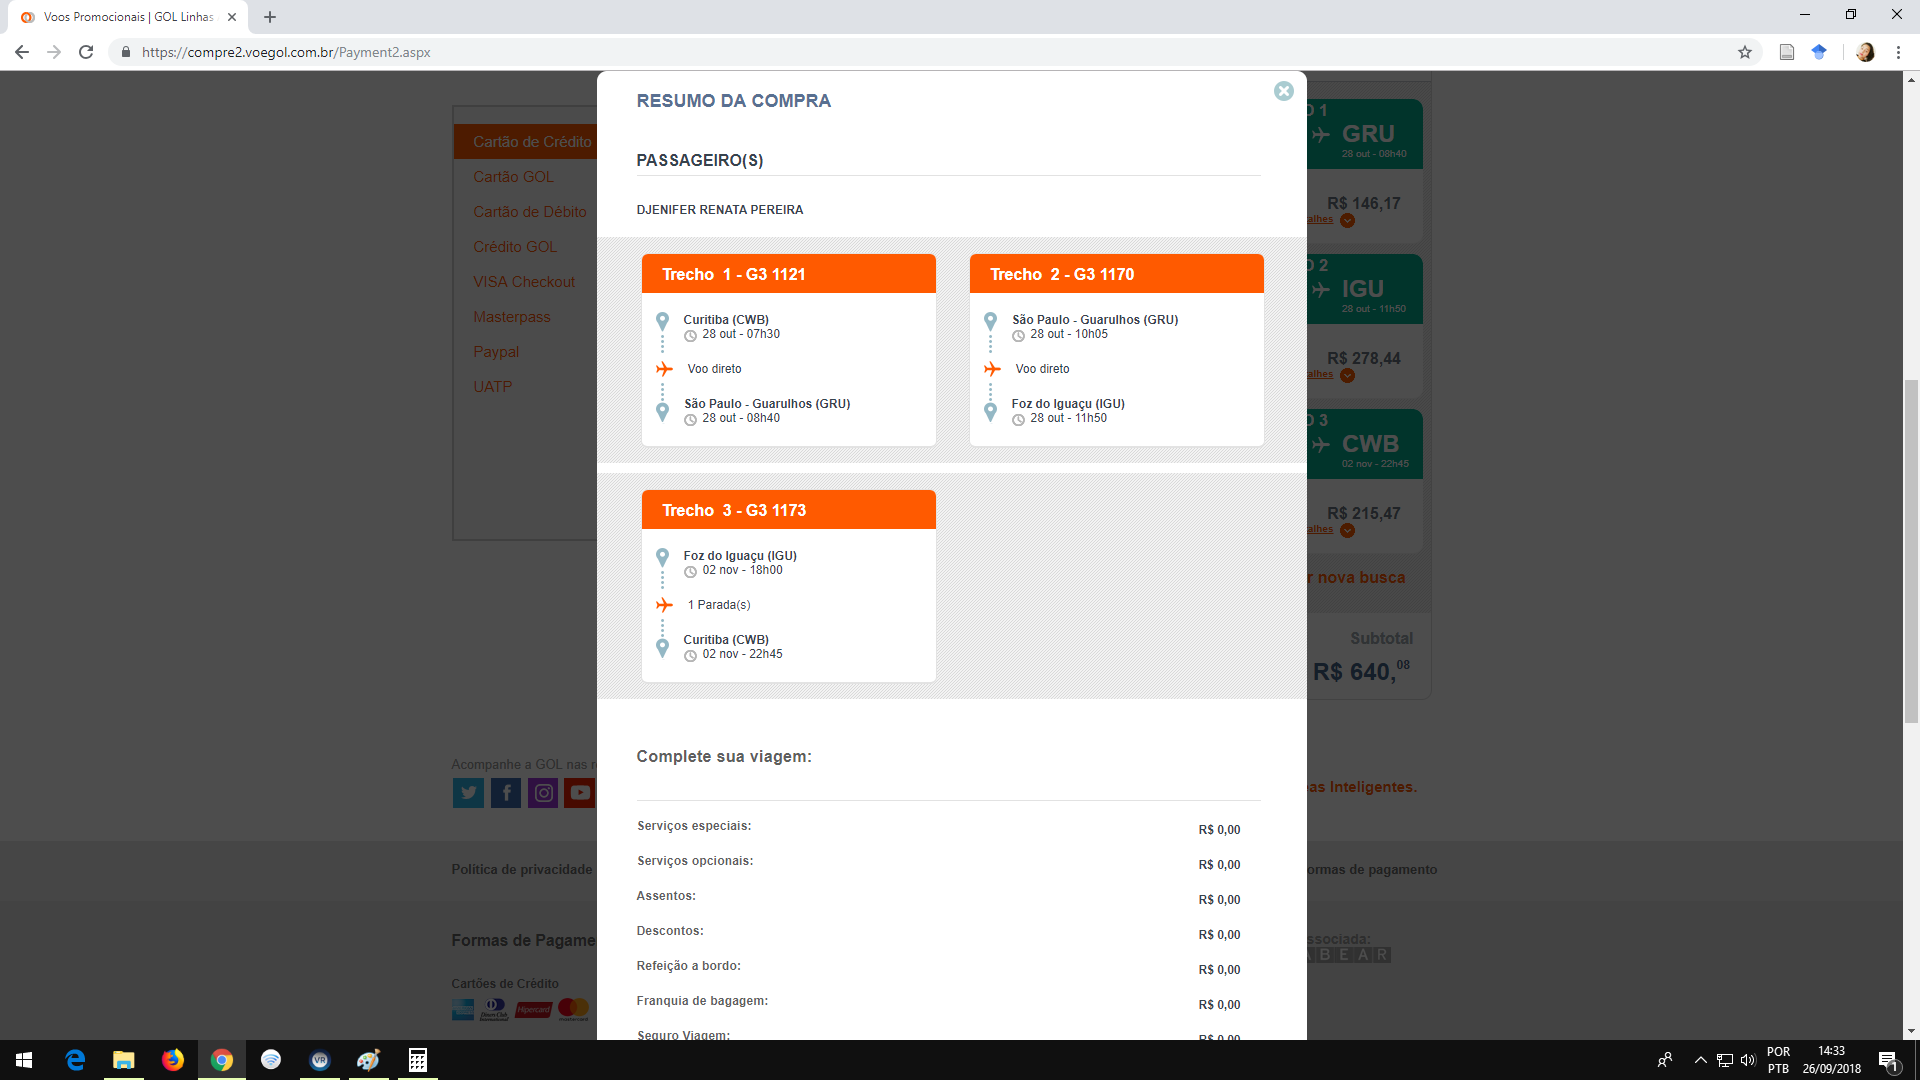 Voos Promocionais | GOL Linhas
https://compre2.voegol.com.br/Payment2.aspx
RESUMO DA COMPRA
PASSAGEIRO(S)
DJENIFER RENATA PEREIRA
Trecho 1 - G3 1121
Curitiba (CWB)
28 out - 07h30
Voo direto
São Paulo - Guarulhos (GRU)
28 out - 08h40
Trecho 2 - G3 1170
São Paulo - Guarulhos (GRU)
28 out - 10h05
Voo direto
Foz do Iguaçu (IGU)
28 out - 11h50
Trecho 3 - G3 1173
Foz do Iguaçu (IGU)
02 nov - 18h00
1 Parada(s)
Curitiba (CWB)
02 nov - 22h45
Complete sua viagem:
Serviços especiais: R$ 0,00
Serviços opcionais: R$ 0,00
Assentos: R$ 0,00
Descontos: R$ 0,00
Refeição a bordo: R$ 0,00
Franquia de bagagem: R$ 0,00
Seguro Viagem: R$ 0,00
Cartão de Crédito
Cartão GOL
Cartão de Débito
Crédito GOL
VISA Checkout
Masterpass
Paypal
UATP
O 1
GRU
28 out - 08h40
R$ 146,17
alhes
O 2
IGU
28 out - 11h50
R$ 278,44
alhes
O 3
CWB
02 nov - 22h45
R$ 215,47
alhes
r nova busca
Subtotal
R$ 640,08
Acompanhe a GOL nas r
as Inteligentes.
Política de privacidade
ormas de pagamento
Formas de Pagame
ssociada:
ABEAR
Cartões de Crédito
Diners Club
International
Hipercard
mastercard
VR
POR
PTB
14:33
26/09/2018
1